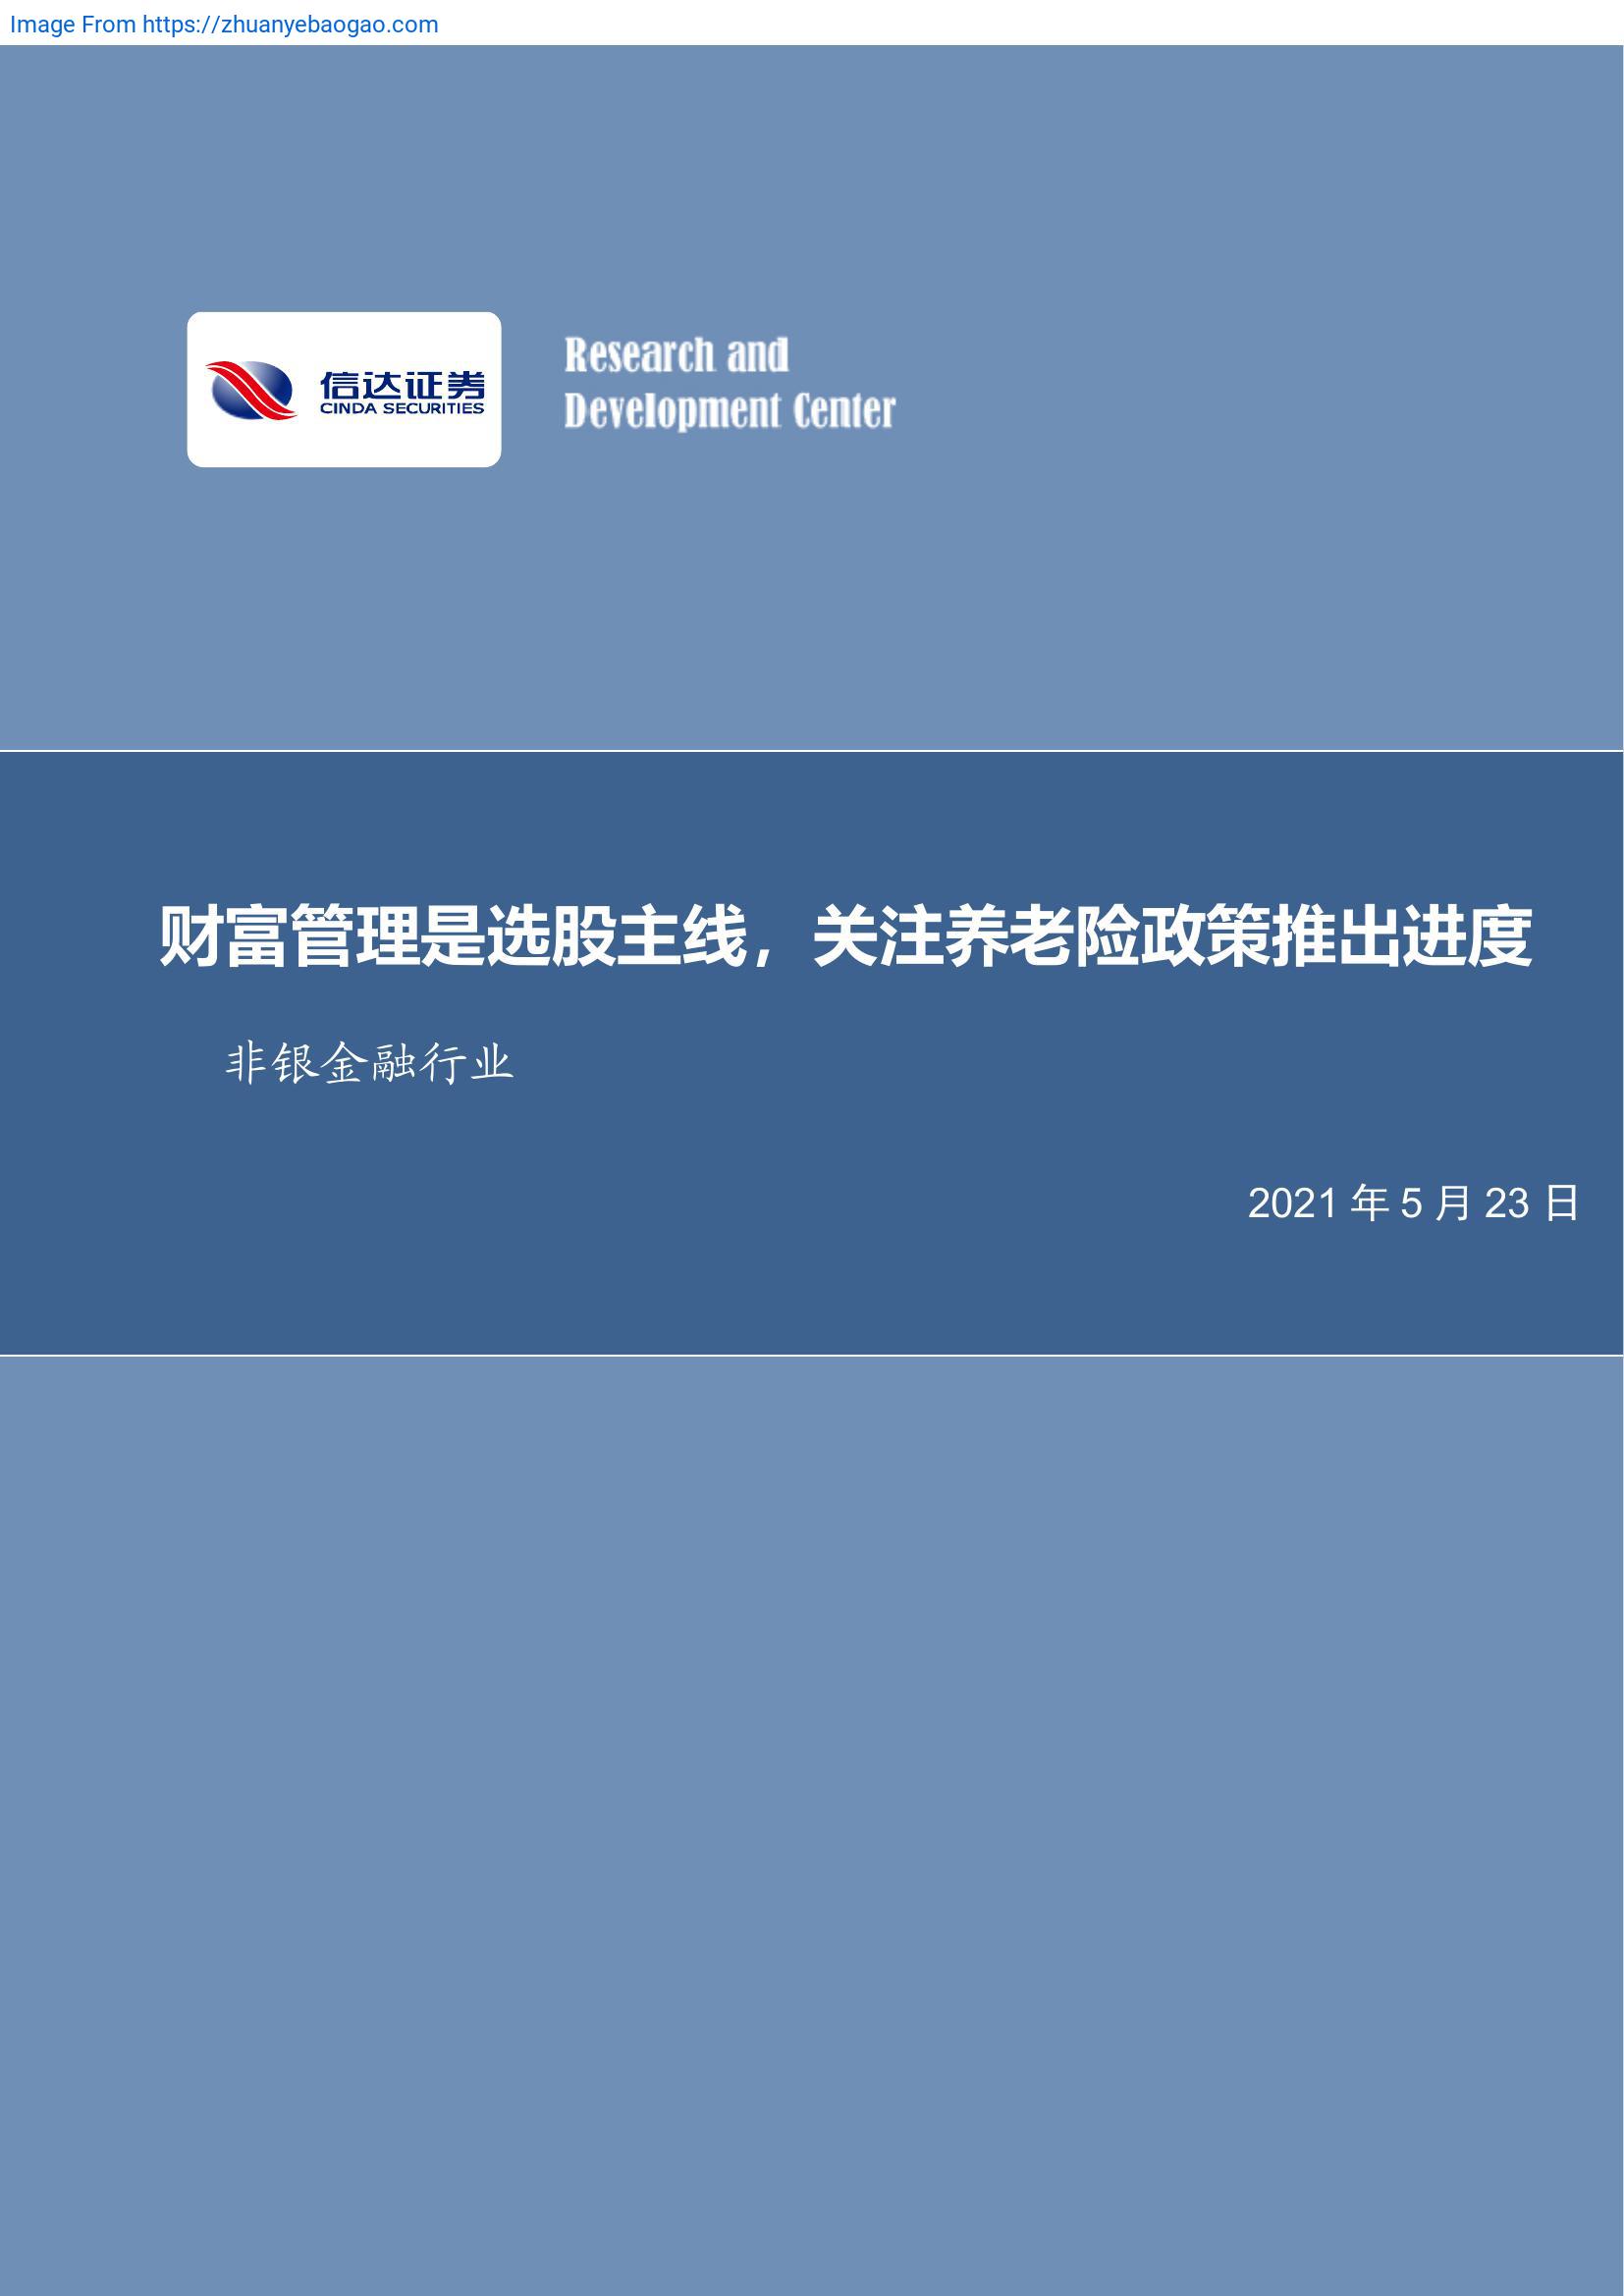 Image From https://zhuanyebaogao.com
信达证券
CINDA SECURITIES
Research and
Development Center
财富管理是选股主线，关注养老险政策推出进度
非银金融行业
2021 年 5 月 23 日